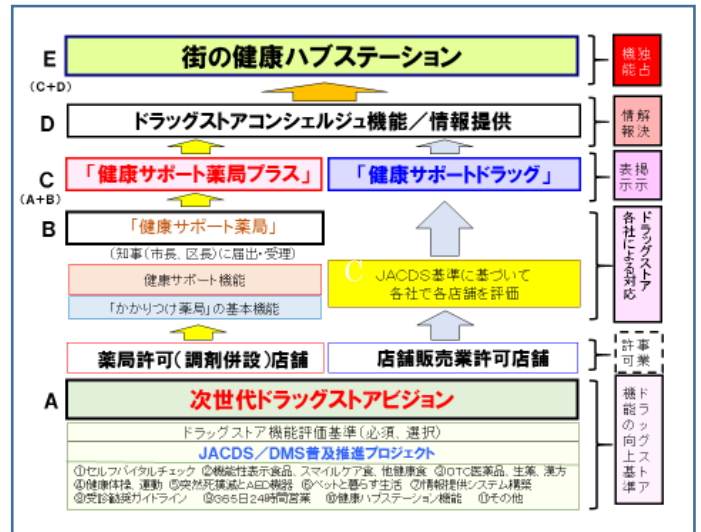 E
街の健康ハブステーション
独占機能
(C+D)
D
ドラッグストアコンシェルジュ機能/情報提供
解決情報
C
「健康サポート薬局プラス」
「健康サポートドラッグ」
掲示表示
(A+B)
B
「健康サポート薬局」
(知事(市長、区長)に届出・受理)
健康サポート機能
「かかりつけ薬局」の基本機能
C
JACDS基準に基づいて
各社で各店舗を評価
ドラッグストア
各社による対応
薬局許可(調剤併設)店舗
店舗販売業許可店舗
事業許可
A
次世代ドラッグストアビジョン
ドラッグストア機能評価基準(必須、選択)
JACDS/DMS普及推進プロジェクト
①セルフバイタルチェック ②機能性表示食品、スマイルケア食、他健康食 ③OTC医薬品、生薬、漢方
④健康体操、運動 ⑤突然死撲滅とAED機器 ⑥ペットと暮らす生活 ⑦情報提供システム構築
⑧受診勧奨ガイドライン ⑨365日24時間営業 ⑩健康ハブステーション機能 ⑪その他
ドラッグストア
機能の向上基準